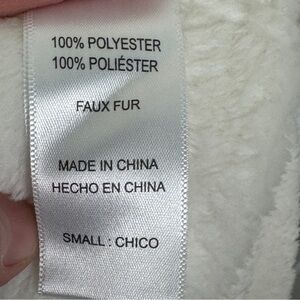 100% POLYESTER
100% POLIÉSTER
FAUX FUR
MADE IN CHINA
HECHO EN CHINA
SMALL : CHICO